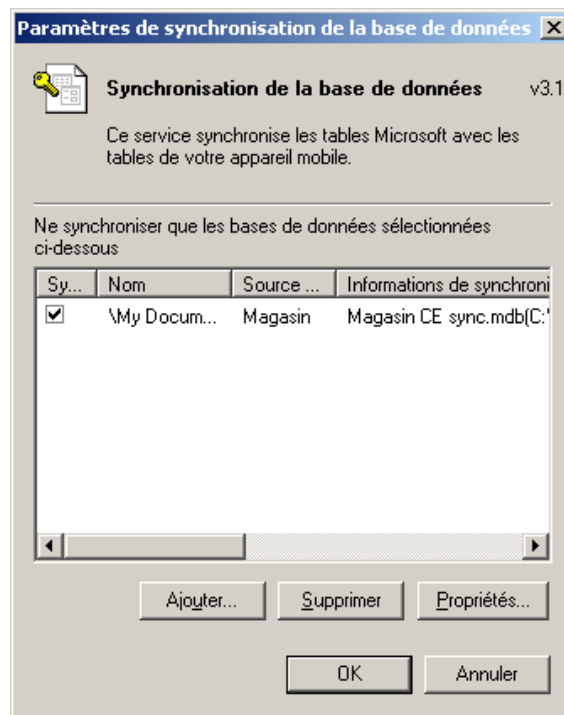 Paramètres de synchronisation de la base de données
Synchronisation de la base de données v3.1
Ce service synchronise les tables Microsoft avec les
tables de votre appareil mobile.
Ne synchroniser que les bases de données sélectionnées
ci-dessous
Sy... Nom Source ... Informations de synchroni
\My Docum... Magasin Magasin CE sync.mdb(C:'
Ajouter... Supprimer Propriétés...
OK Annuler